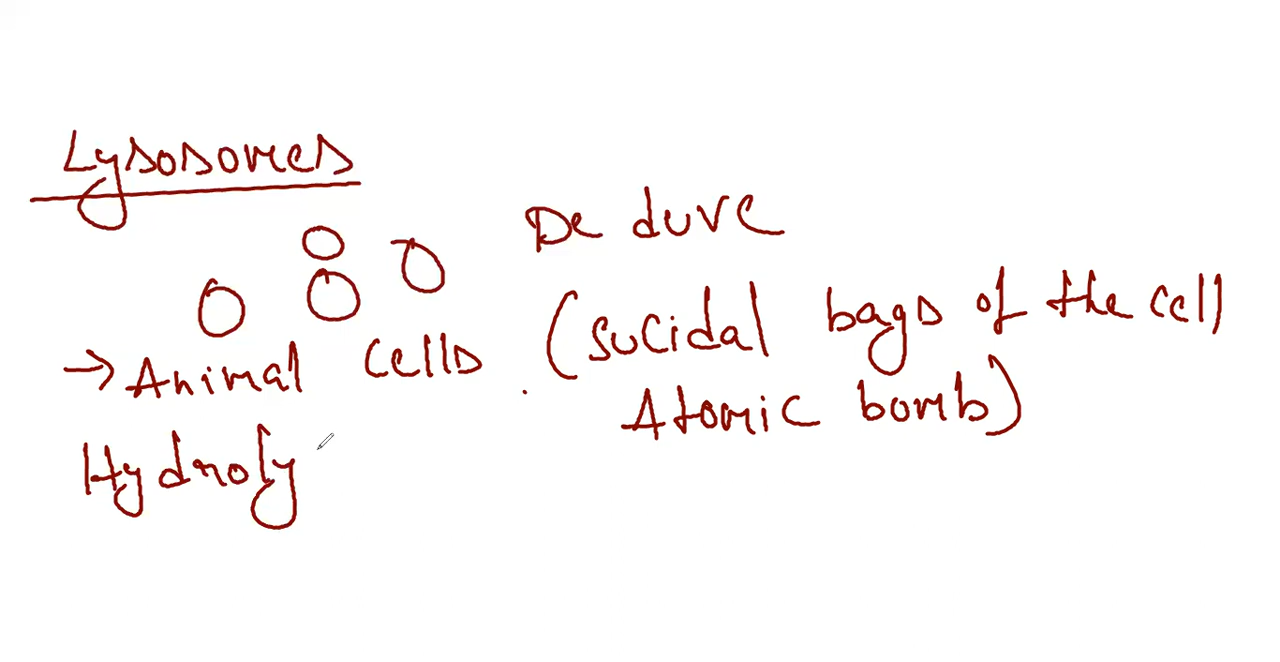 Lysosomes
De duve
(sucidal bags of the cell
→ Animal cells.
Atomic bomb)
Hydroly